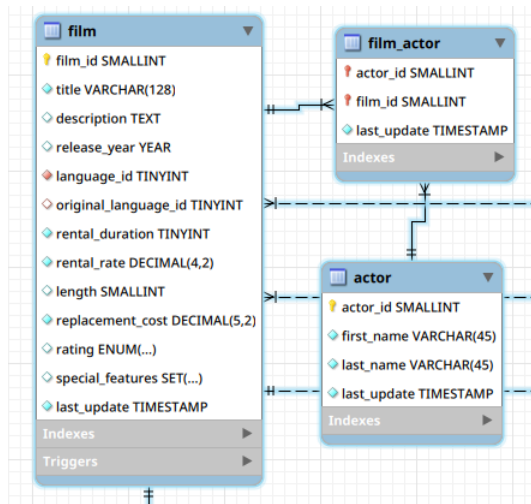 film
film_id SMALLINT
title VARCHAR(128)
description TEXT
release_year YEAR
language_id TINYINT
original_language_id TINYINT
rental_duration TINYINT
rental_rate DECIMAL(4,2)
length SMALLINT
replacement_cost DECIMAL(5,2)
rating ENUM(...)
special_features SET(...)
last_update TIMESTAMP
Indexes
Triggers
film_actor
actor_id SMALLINT
film_id SMALLINT
last_update TIMESTAMP
Indexes
actor
actor_id SMALLINT
first_name VARCHAR(45)
last_name VARCHAR(45)
last_update TIMESTAMP
Indexes